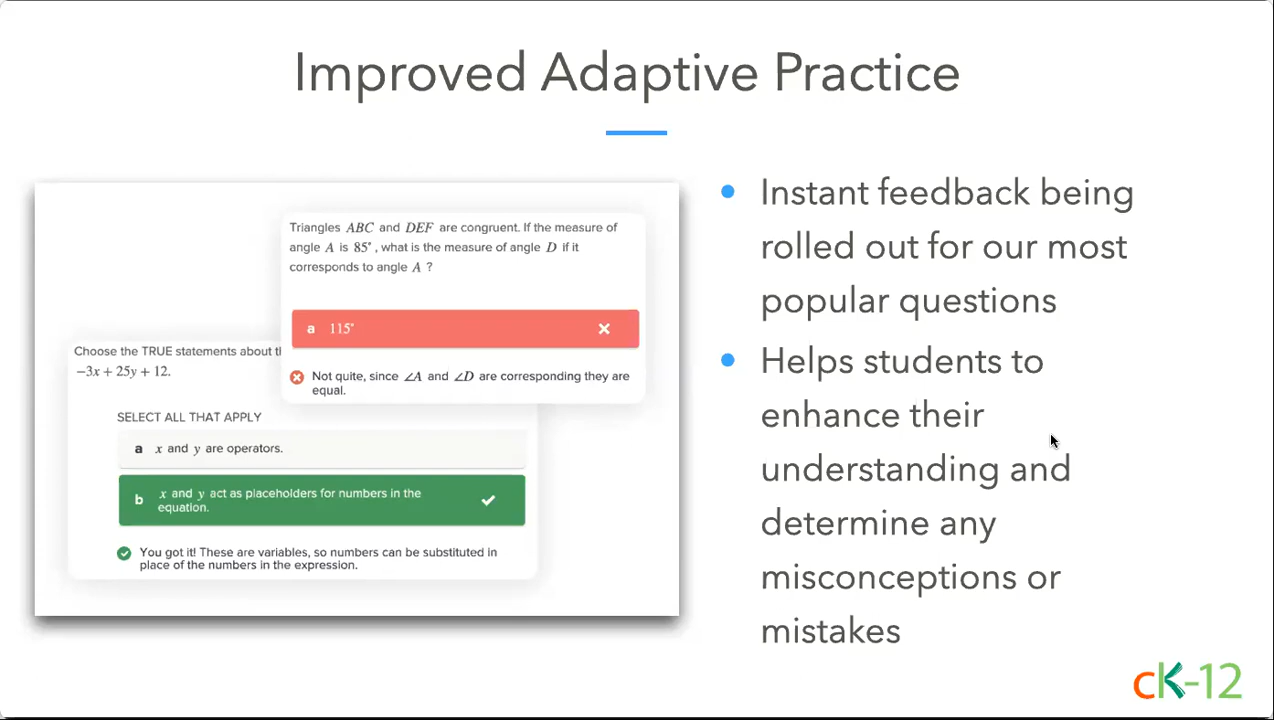 Improved Adaptive Practice
Triangles ABC and DEF are congruent. If the measure of
angle A is 85°, what is the measure of angle D if it
corresponds to angle A ?
a 115°
Not quite, since ∠A and ∠D are corresponding they are
equal.
Choose the TRUE statements about th
−3x + 25y + 12.
SELECT ALL THAT APPLY
a x and y are operators.
b x and y act as placeholders for numbers in the
equation.
You got it! These are variables, so numbers can be substituted in
place of the numbers in the expression.
Instant feedback being
rolled out for our most
popular questions
Helps students to
enhance their
understanding and
determine any
misconceptions or
mistakes
cK-12